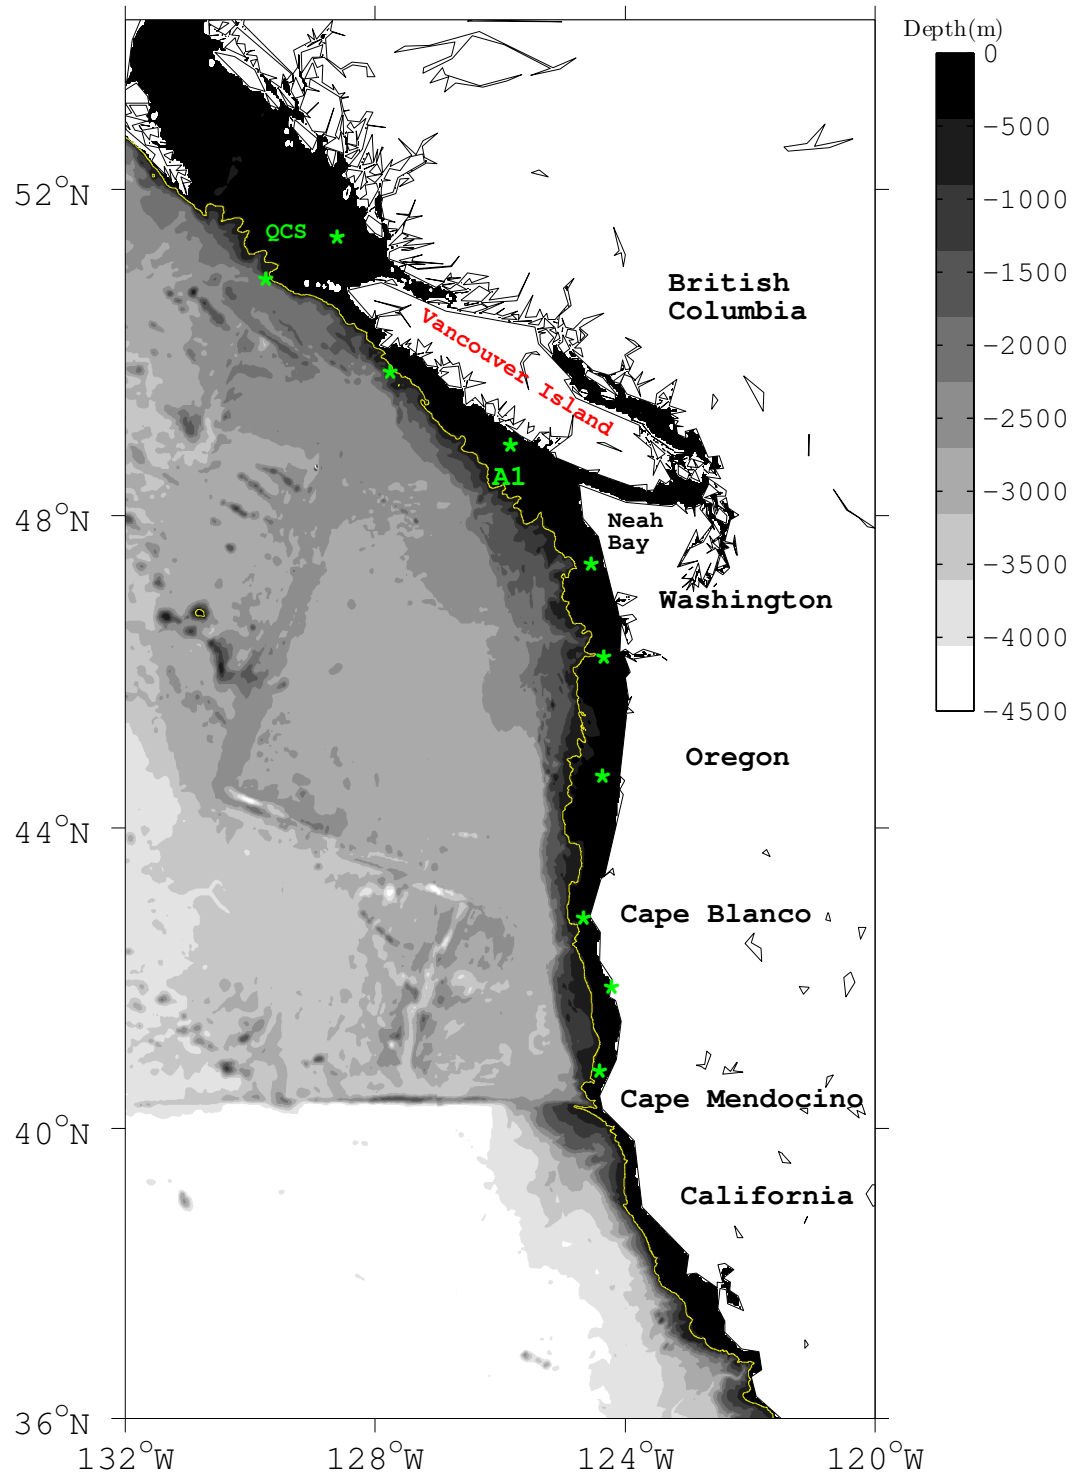 Depth(m)
0
−500
−1000
−1500
−2000
−2500
−3000
−3500
−4000
−4500
52°N
48°N
44°N
40°N
36°N
132°W
128°W
124°W
120°W
QCS
British
Columbia
Vancouver Island
A1
Neah
Bay
Washington
Oregon
Cape Blanco
Cape Mendocino
California